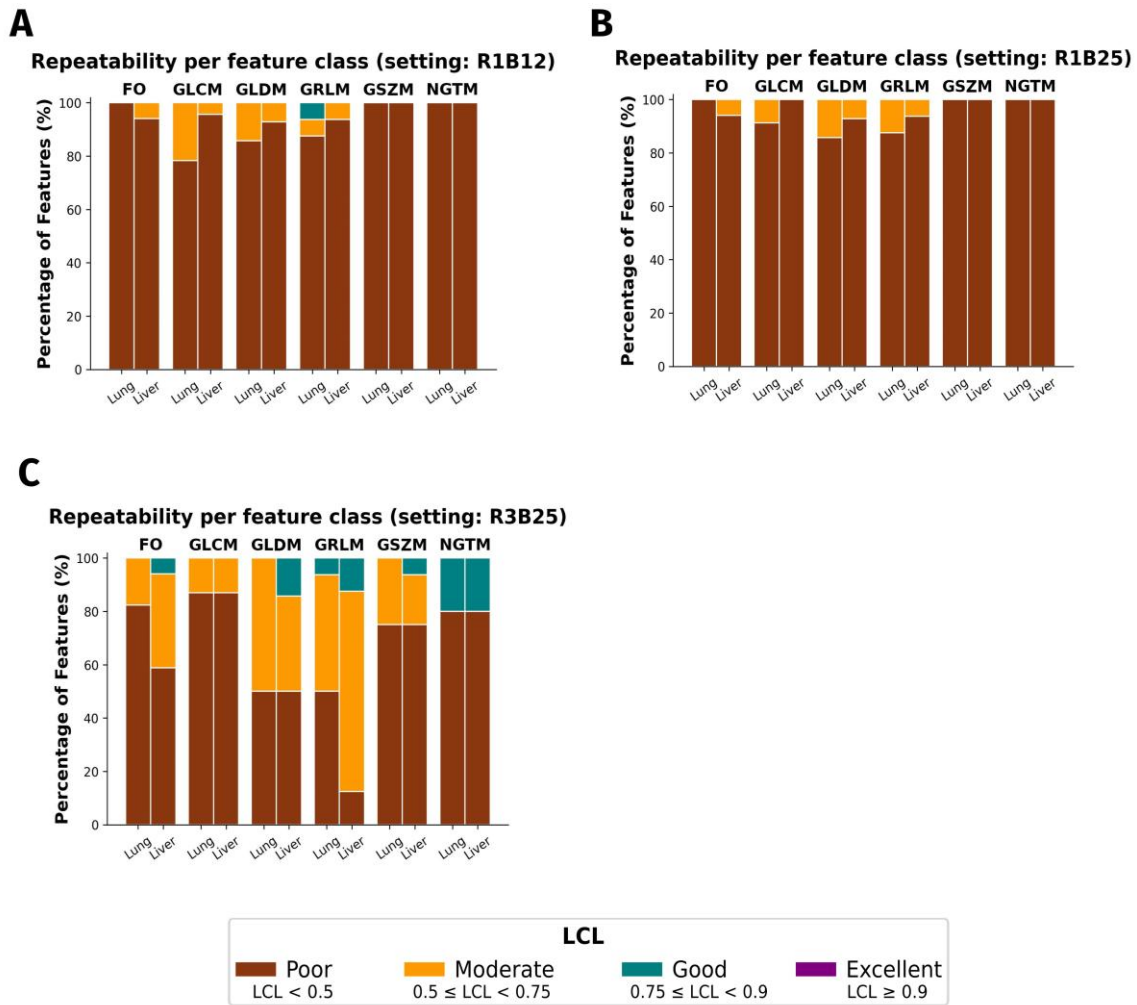 A
Repeatability per feature class (setting: R1B12)
FO GLCM GLDM GRLM GSZM NGTM
Percentage of Features (%)
100
80
60
40
20
0
Lung Liver Lung Liver Lung Liver Lung Liver Lung Liver Lung Liver
B
Repeatability per feature class (setting: R1B25)
FO GLCM GLDM GRLM GSZM NGTM
Percentage of Features (%)
100
80
60
40
20
0
Lung Liver Lung Liver Lung Liver Lung Liver Lung Liver Lung Liver
C
Repeatability per feature class (setting: R3B25)
FO GLCM GLDM GRLM GSZM NGTM
Percentage of Features (%)
100
80
60
40
20
0
Lung Liver Lung Liver Lung Liver Lung Liver Lung Liver Lung Liver
LCL
Poor Moderate Good Excellent
LCL < 0.5 0.5 ≤ LCL < 0.75 0.75 ≤ LCL < 0.9 LCL ≥ 0.9